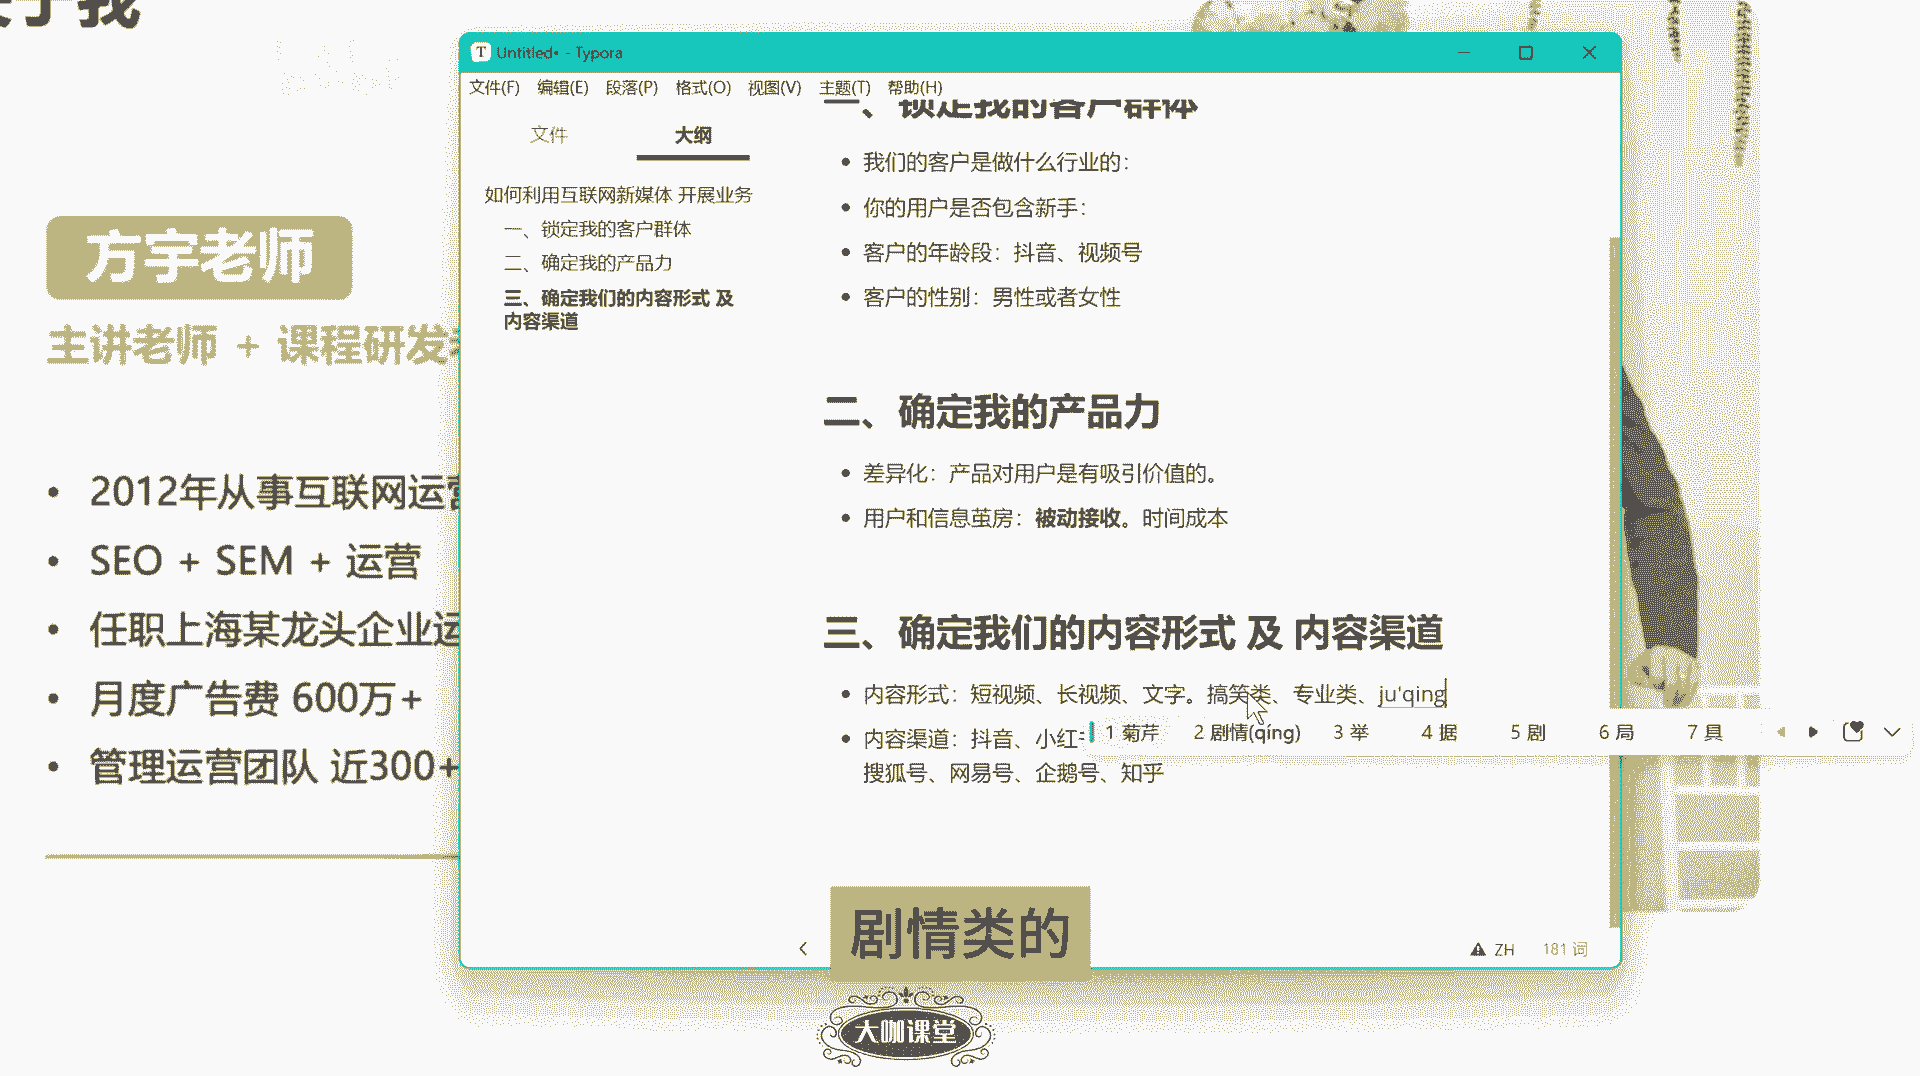 Untitled• - Typora
文件(F) 编辑(E) 段落(P) 格式(O) 视图(V) 主题(T) 帮助(H)
文件 大纲
如何利用互联网新媒体 开展业务
一、锁定我的客户群体
二、确定我的产品力
三、确定我们的内容形式 及
内容渠道
一、锁定我的客户群体
• 我们的客户是做什么行业的：
• 你的用户是否包含新手：
• 客户的年龄段：抖音、视频号
• 客户的性别：男性或者女性
二、确定我的产品力
• 差异化：产品对用户是有吸引价值的。
• 用户和信息茧房：被动接收。时间成本
三、确定我们的内容形式 及 内容渠道
• 内容形式：短视频、长视频、文字。搞笑类、专业类、ju'qing
1 菊芹 2 剧情(qíng) 3 举 4 据 5 剧 6 局 7 具
• 内容渠道：抖音、小红
搜狐号、网易号、企鹅号、知乎
ZH 181 词
方宇老师
主讲老师 + 课程研发
• 2012年从事互联网运营
• SEO + SEM + 运营
• 任职上海某龙头企业运
• 月度广告费 600万+
• 管理运营团队 近300+
剧情类的
大咖课堂